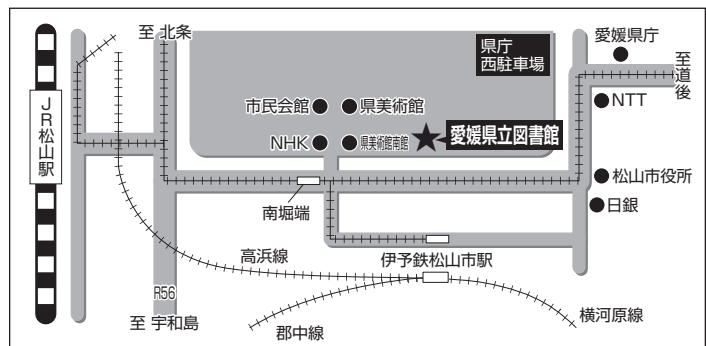 至 北条
愛媛県庁
県庁
西駐車場
至道後
JR松山駅
市民会館
県美術館
NTT
NHK
県美術館南館
愛媛県立図書館
松山市役所
南堀端
日銀
高浜線
伊予鉄松山市駅
R56
至 宇和島
郡中線
横河原線